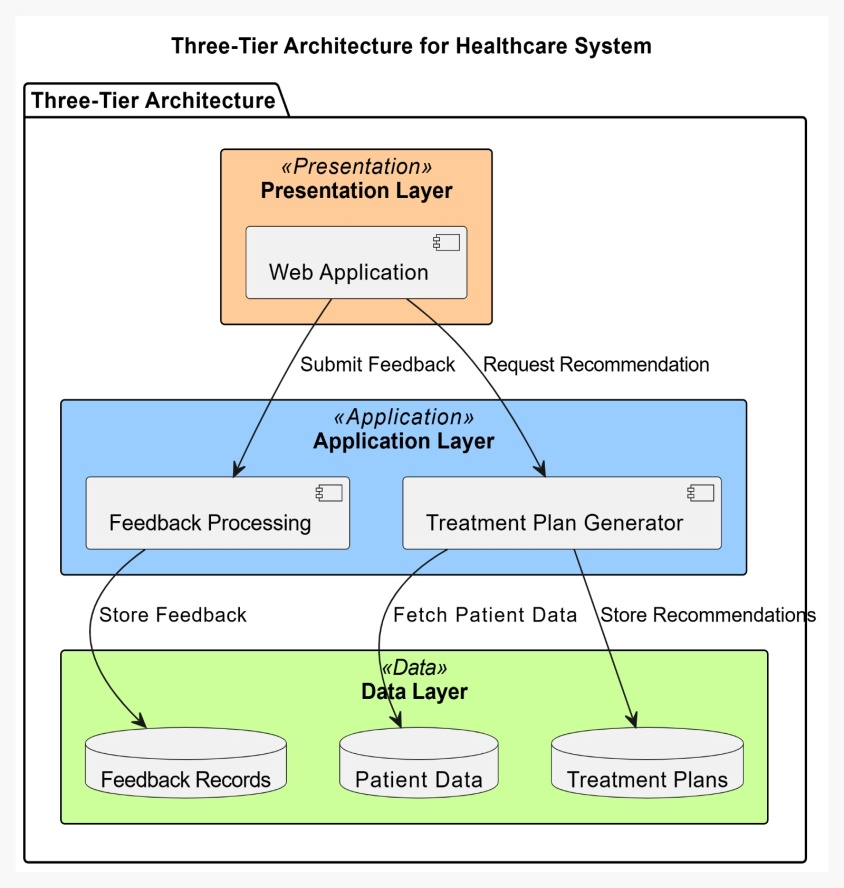 Three-Tier Architecture for Healthcare System
Three-Tier Architecture
«Presentation»
Presentation Layer
Web Application
Submit Feedback
Request Recommendation
«Application»
Application Layer
Feedback Processing
Treatment Plan Generator
Store Feedback
Fetch Patient Data
Store Recommendations
«Data»
Data Layer
Feedback Records
Patient Data
Treatment Plans